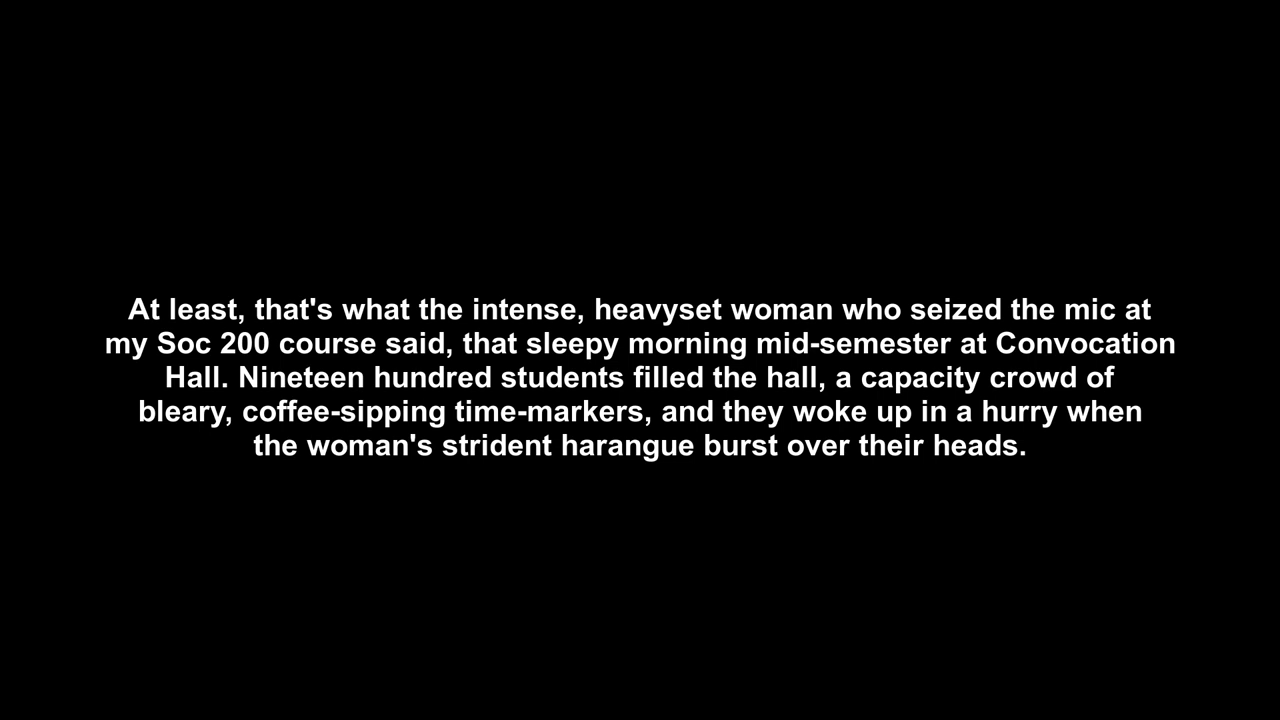 At least, that's what the intense, heavyset woman who seized the mic at
my Soc 200 course said, that sleepy morning mid-semester at Convocation
Hall. Nineteen hundred students filled the hall, a capacity crowd of
bleary, coffee-sipping time-markers, and they woke up in a hurry when
the woman's strident harangue burst over their heads.